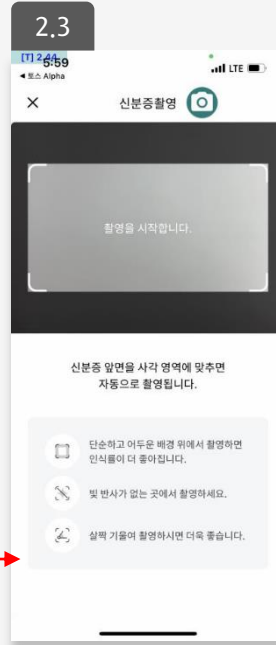 2.3
5:59
LTE
◀ 토스 Alpha
신분증촬영
촬영을 시작합니다.
신분증 앞면을 사각 영역에 맞추면
자동으로 촬영됩니다.
단순하고 어두운 배경 위에서 촬영하면
인식률이 더 좋아집니다.
빛 반사가 없는 곳에서 촬영하세요.
살짝 기울여 촬영하시면 더욱 좋습니다.